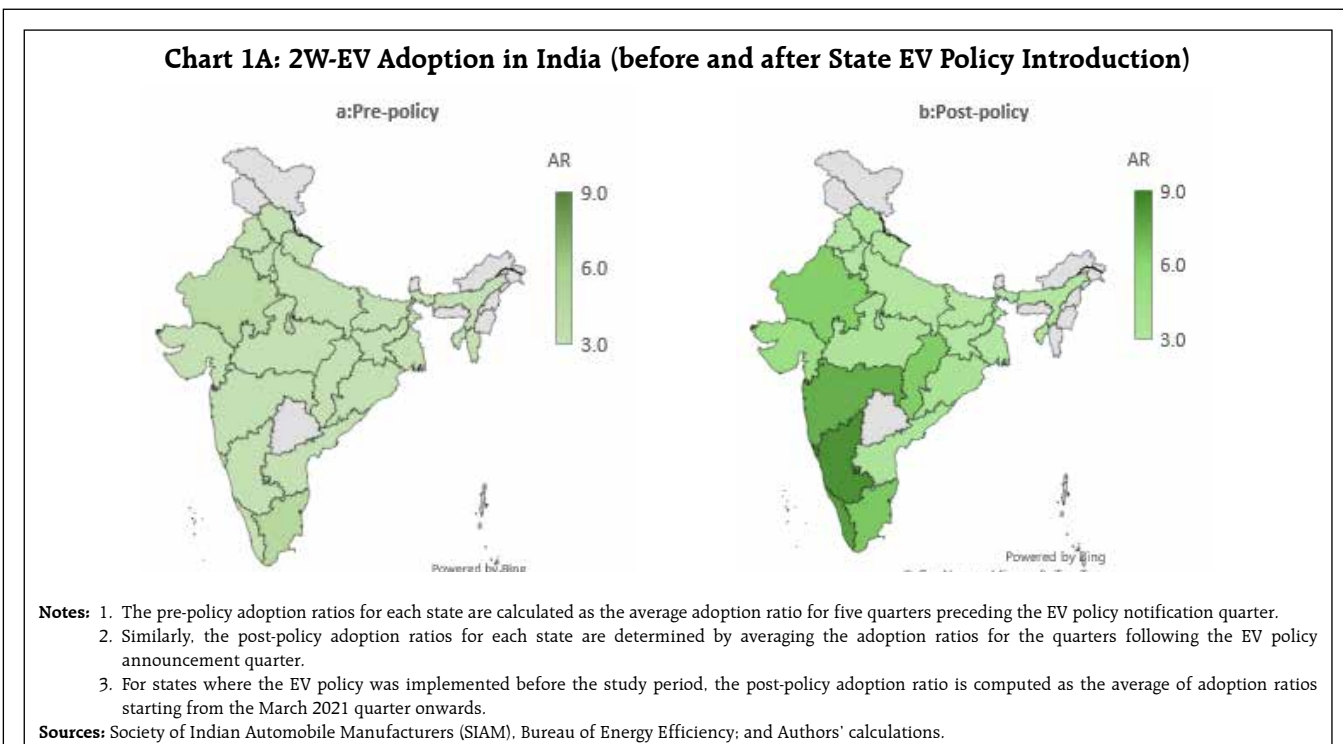 Chart 1A: 2W-EV Adoption in India (before and after State EV Policy Introduction)
a:Pre-policy
AR
9.0
6.0
3.0
Powered by Bing
b:Post-policy
AR
9.0
6.0
3.0
Powered by Bing
Notes: 1. The pre-policy adoption ratios for each state are calculated as the average adoption ratio for five quarters preceding the EV policy notification quarter.
2. Similarly, the post-policy adoption ratios for each state are determined by averaging the adoption ratios for the quarters following the EV policy
announcement quarter.
3. For states where the EV policy was implemented before the study period, the post-policy adoption ratio is computed as the average of adoption ratios
starting from the March 2021 quarter onwards.
Sources: Society of Indian Automobile Manufacturers (SIAM), Bureau of Energy Efficiency; and Authors' calculations.